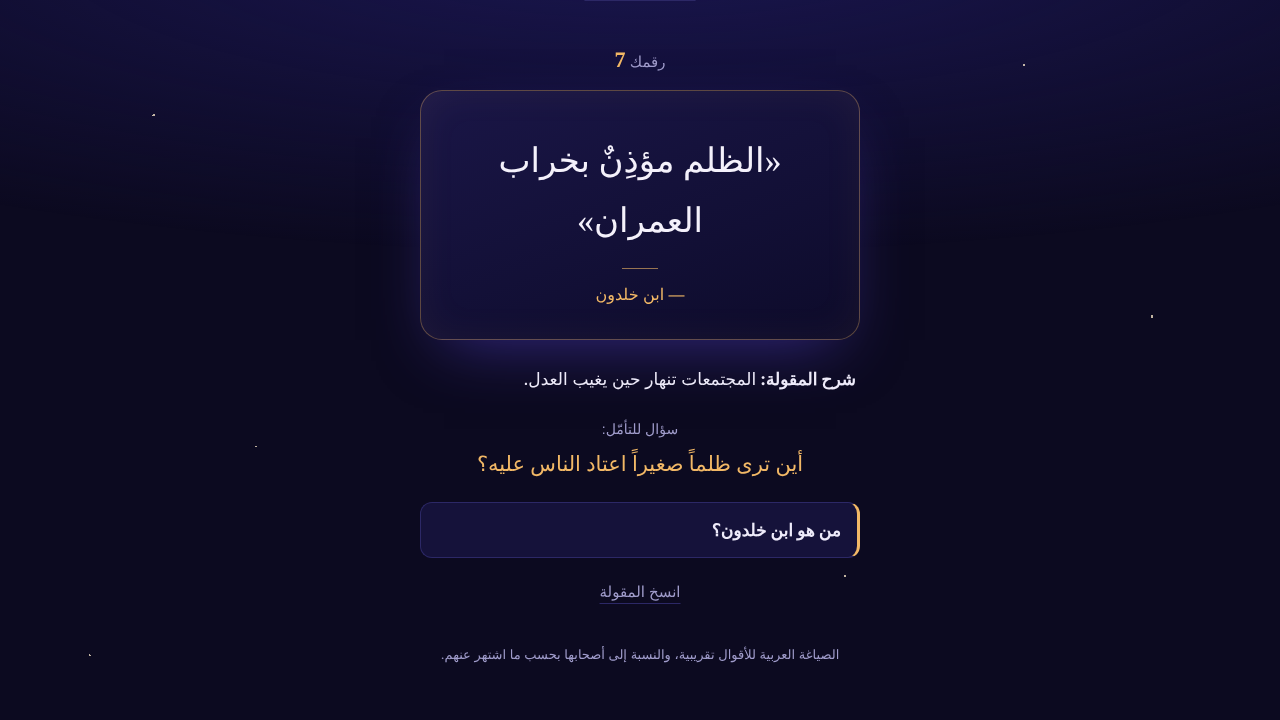 رقمك 7
«الظلم مؤذِنٌ بخراب
العمران»
— ابن خلدون
شرح المقولة: المجتمعات تنهار حين يغيب العدل.
سؤال للتأمّل:
أين ترى ظلماً صغيراً اعتاد الناس عليه؟
من هو ابن خلدون؟
انسخ المقولة
الصياغة العربية للأقوال تقريبية، والنسبة إلى أصحابها بحسب ما اشتهر عنهم.